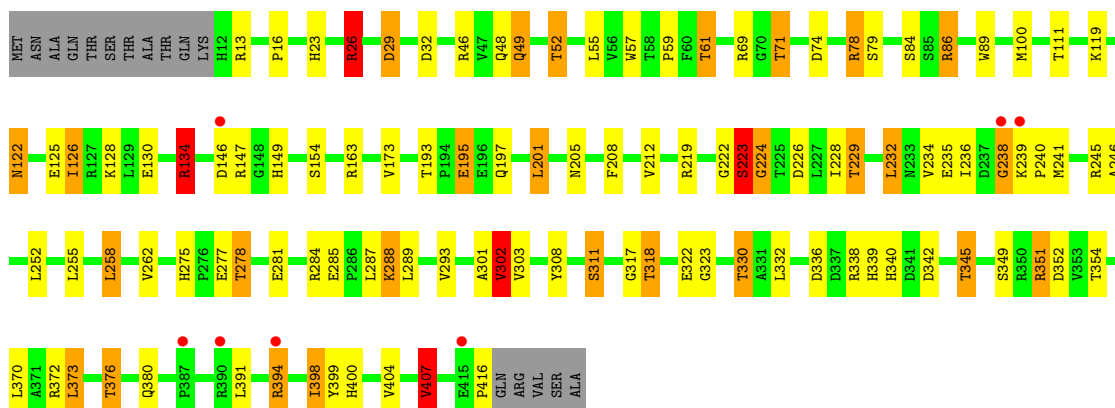 MET ASN ALA GLN THR SER THR ALA THR GLN LYS H12 R13 P16 H23 R26 D29 D32 R46 V47 Q48 Q49 T52 L55 V56 W57 T58 P59 F60 T61 R69 G70 T71 D74 R78 S79 S84 S85 R86 W89 M100 T111 K119
N122 E125 I126 R127 K128 L129 E130 R134 D146 R147 G148 H149 S154 R163 V173 T193 P194 E195 E196 Q197 L201 N205 F208 V212 R219 G222 S223 G224 T225 D226 L227 I228 T229 L232 N233 V234 E235 I236 D237 G238 K239 P240 M241 R245 A246
L252 L255 L258 V262 H275 P276 E277 T278 E281 R284 E285 P286 L287 K288 L289 V293 A301 V302 V303 Y308 S311 G317 T318 E322 G323 T330 A331 L332 D336 D337 R338 H339 H340 D341 D342 T345 S349 R350 R351 D352 V353 T354
L370 A371 R372 L373 T376 Q380 P387 R390 L391 R394 I398 Y399 H400 V404 V407 E415 P416 GLN ARG VAL SER ALA